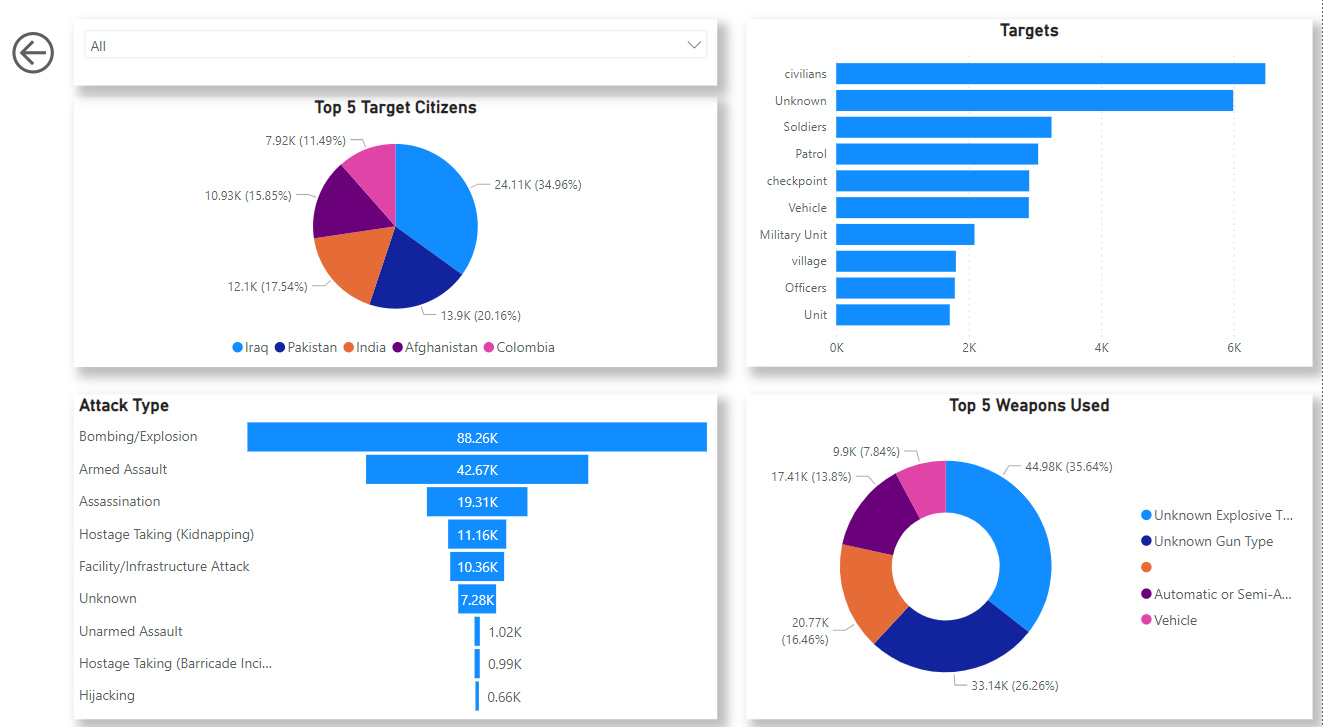 All
Top 5 Target Citizens
7.92K (11.49%)
10.93K (15.85%)
24.11K (34.96%)
12.1K (17.54%)
13.9K (20.16%)
Iraq Pakistan India Afghanistan Colombia
Targets
civilians
Unknown
Soldiers
Patrol
checkpoint
Vehicle
Military Unit
village
Officers
Unit
0K 2K 4K 6K
Attack Type
Bombing/Explosion 88.26K
Armed Assault 42.67K
Assassination 19.31K
Hostage Taking (Kidnapping) 11.16K
Facility/Infrastructure Attack 10.36K
Unknown 7.28K
Unarmed Assault 1.02K
Hostage Taking (Barricade Inci... 0.99K
Hijacking 0.66K
Top 5 Weapons Used
9.9K (7.84%)
17.41K (13.8%)
44.98K (35.64%)
20.77K
(16.46%)
33.14K (26.26%)
Unknown Explosive T...
Unknown Gun Type
Automatic or Semi-A...
Vehicle